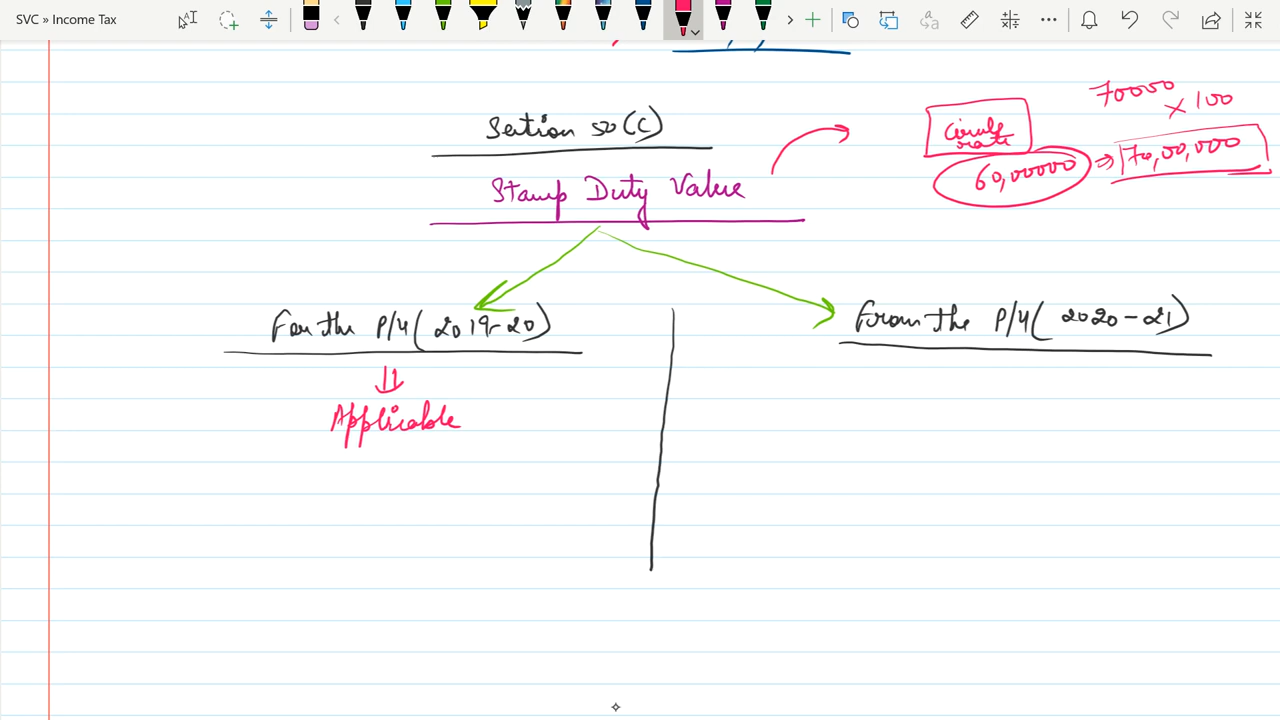 SVC » Income Tax
70000
× 100
Circle
rate
60,00000 ⇒ 70,00,000
Section 50(C)
Stamp Duty Value
For the P/Y( 2019-20)
From the P/Y( 2020-21)
Applicable